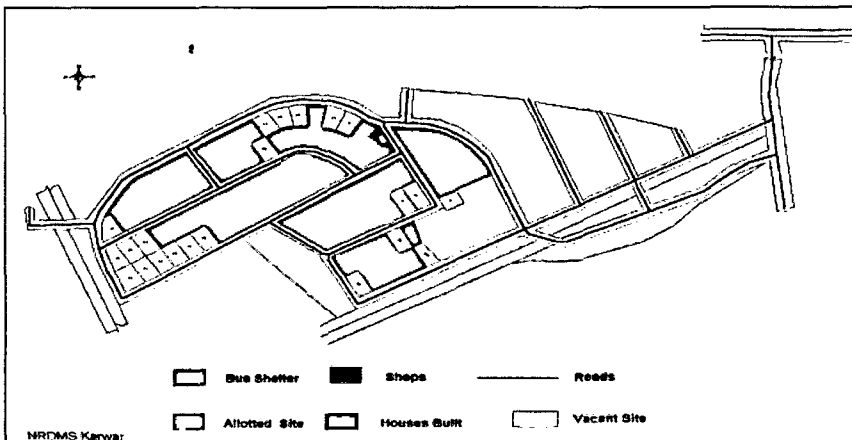 Bus Shelter Shops Roads
Allotted Site Houses Built Vacant Site
NRDMS Karwar